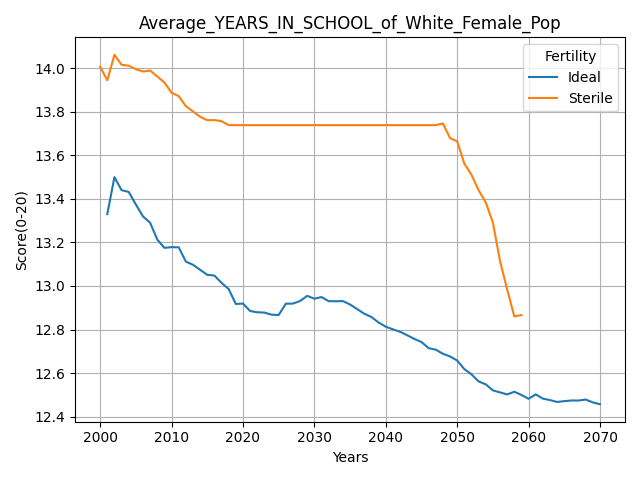 Average_YEARS_IN_SCHOOL_of_White_Female_Pop
Fertility
Ideal
Sterile
Score(0-20)
14.0
13.8
13.6
13.4
13.2
13.0
12.8
12.6
12.4
2000 2010 2020 2030 2040 2050 2060 2070
Years